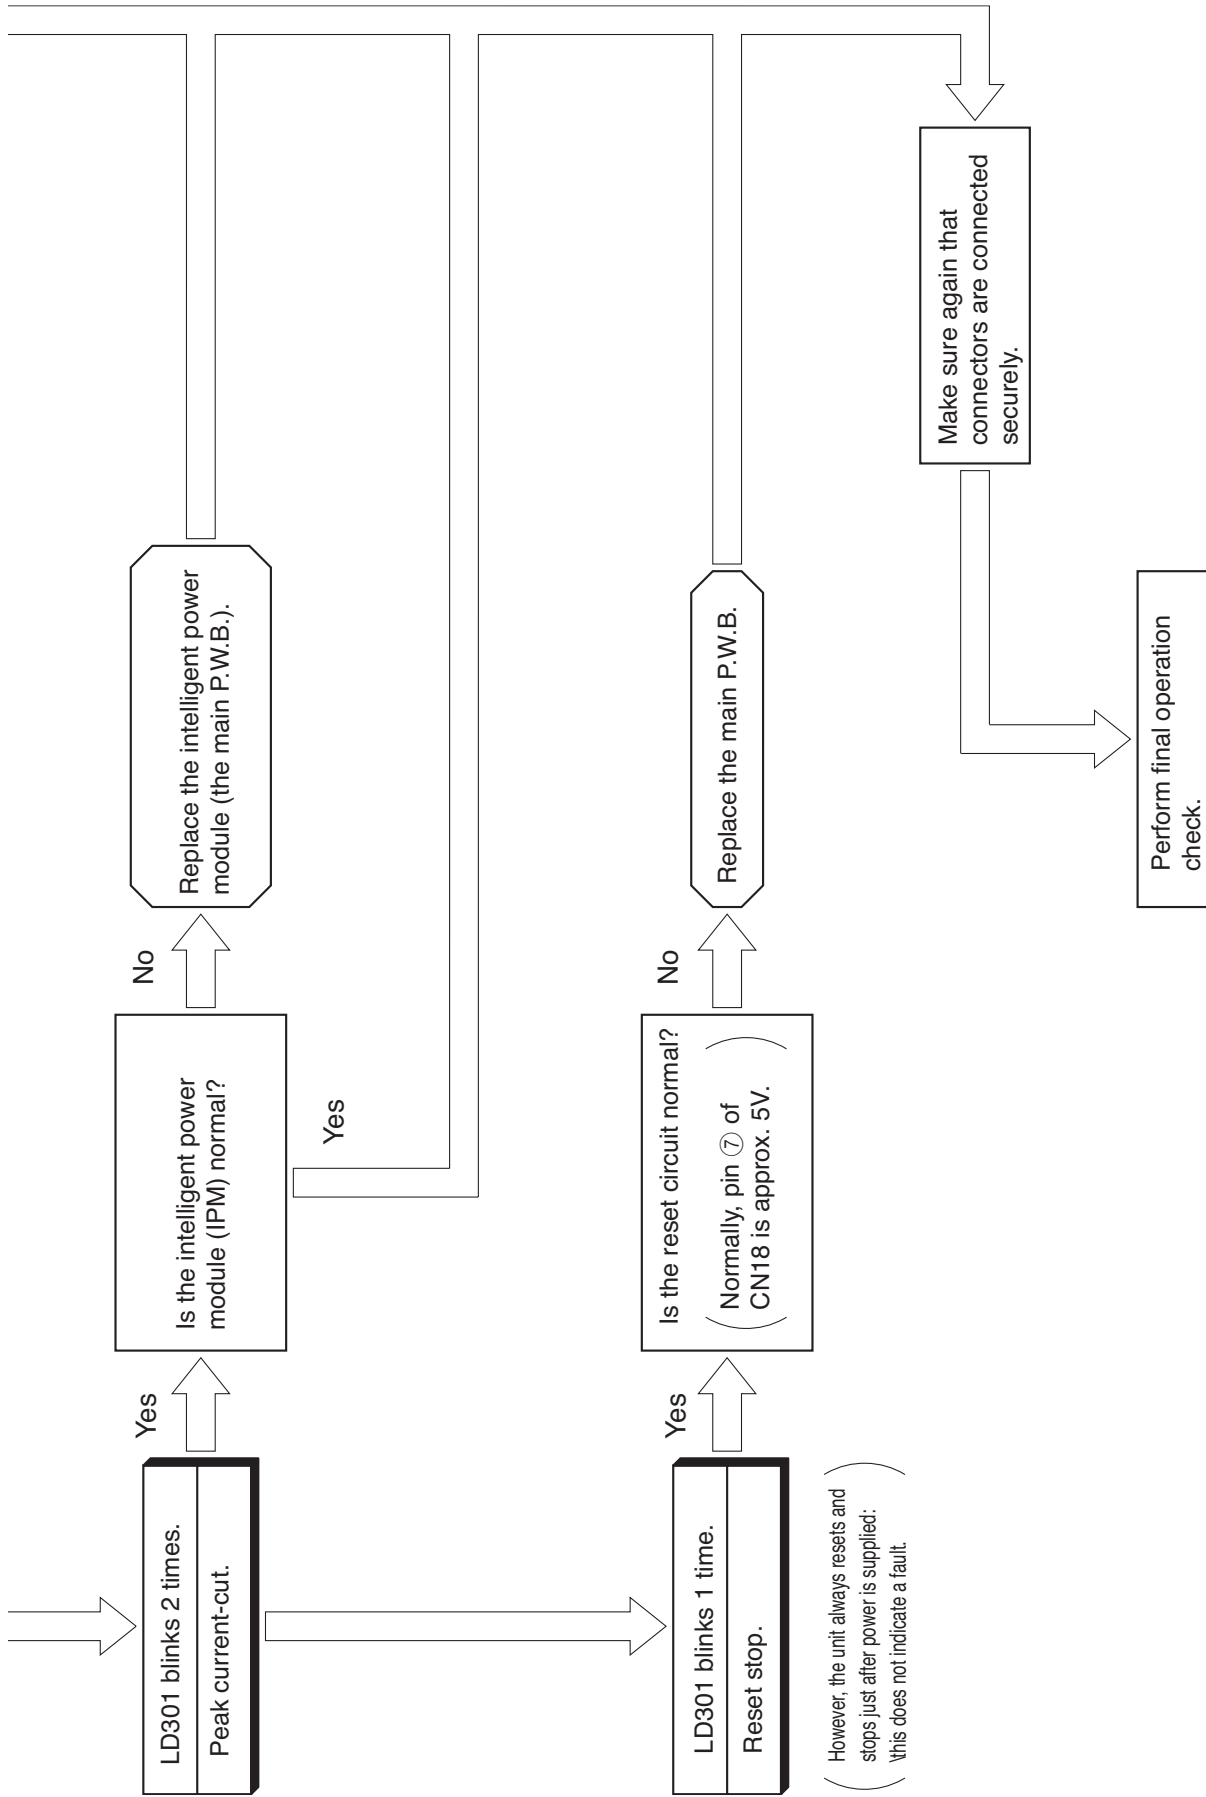 LD301 blinks 2 times.
Peak current-cut.
Yes
Is the intelligent power
module (IPM) normal?
No
Replace the intelligent power
module (the main P.W.B.).
Yes
LD301 blinks 1 time.
Reset stop.
However, the unit always resets and
stops just after power is supplied:
\this does not indicate a fault.
Yes
Is the reset circuit normal?
Normally, pin ⑦ of
CN18 is approx. 5V.
No
Replace the main P.W.B.
Make sure again that
connectors are connected
securely.
Perform final operation
check.